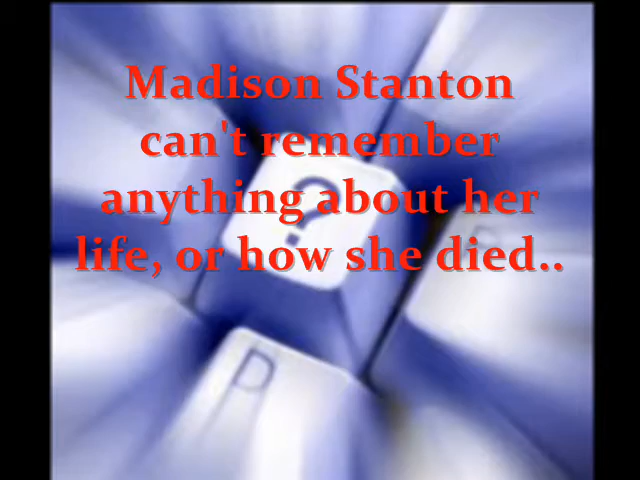 Madison Stanton
can't remember
anything about her
life, or how she died..
?
P